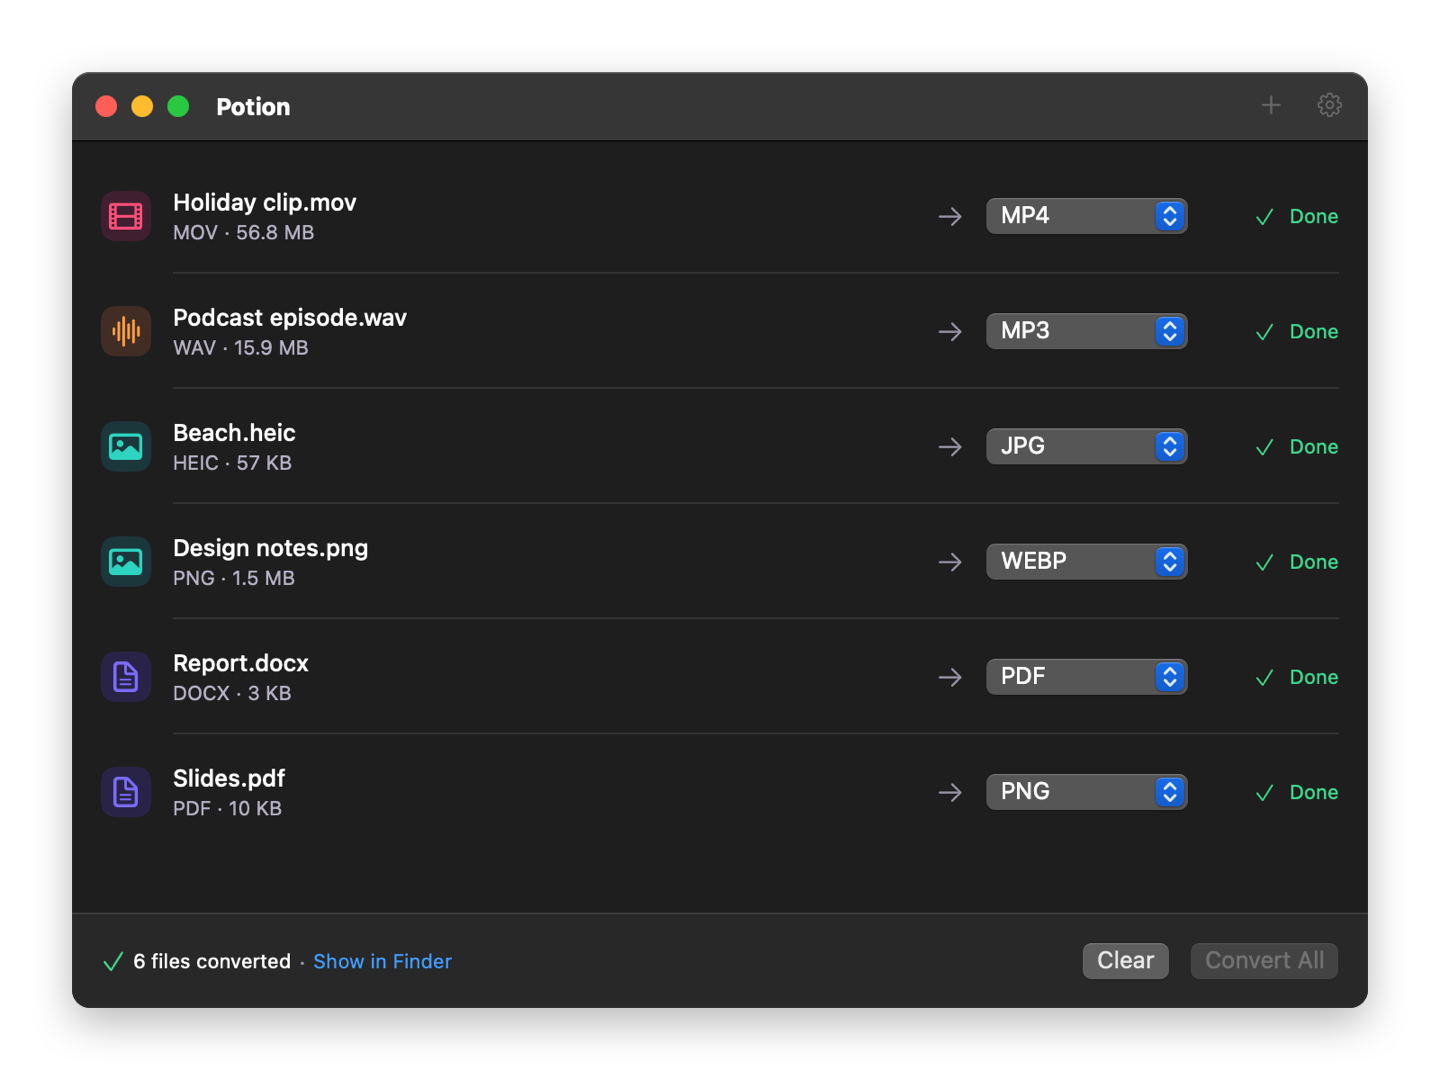 Potion
Holiday clip.mov
MOV · 56.8 MB
MP4
Done
Podcast episode.wav
WAV · 15.9 MB
MP3
Done
Beach.heic
HEIC · 57 KB
JPG
Done
Design notes.png
PNG · 1.5 MB
WEBP
Done
Report.docx
DOCX · 3 KB
PDF
Done
Slides.pdf
PDF · 10 KB
PNG
Done
6 files converted · Show in Finder
Clear
Convert All